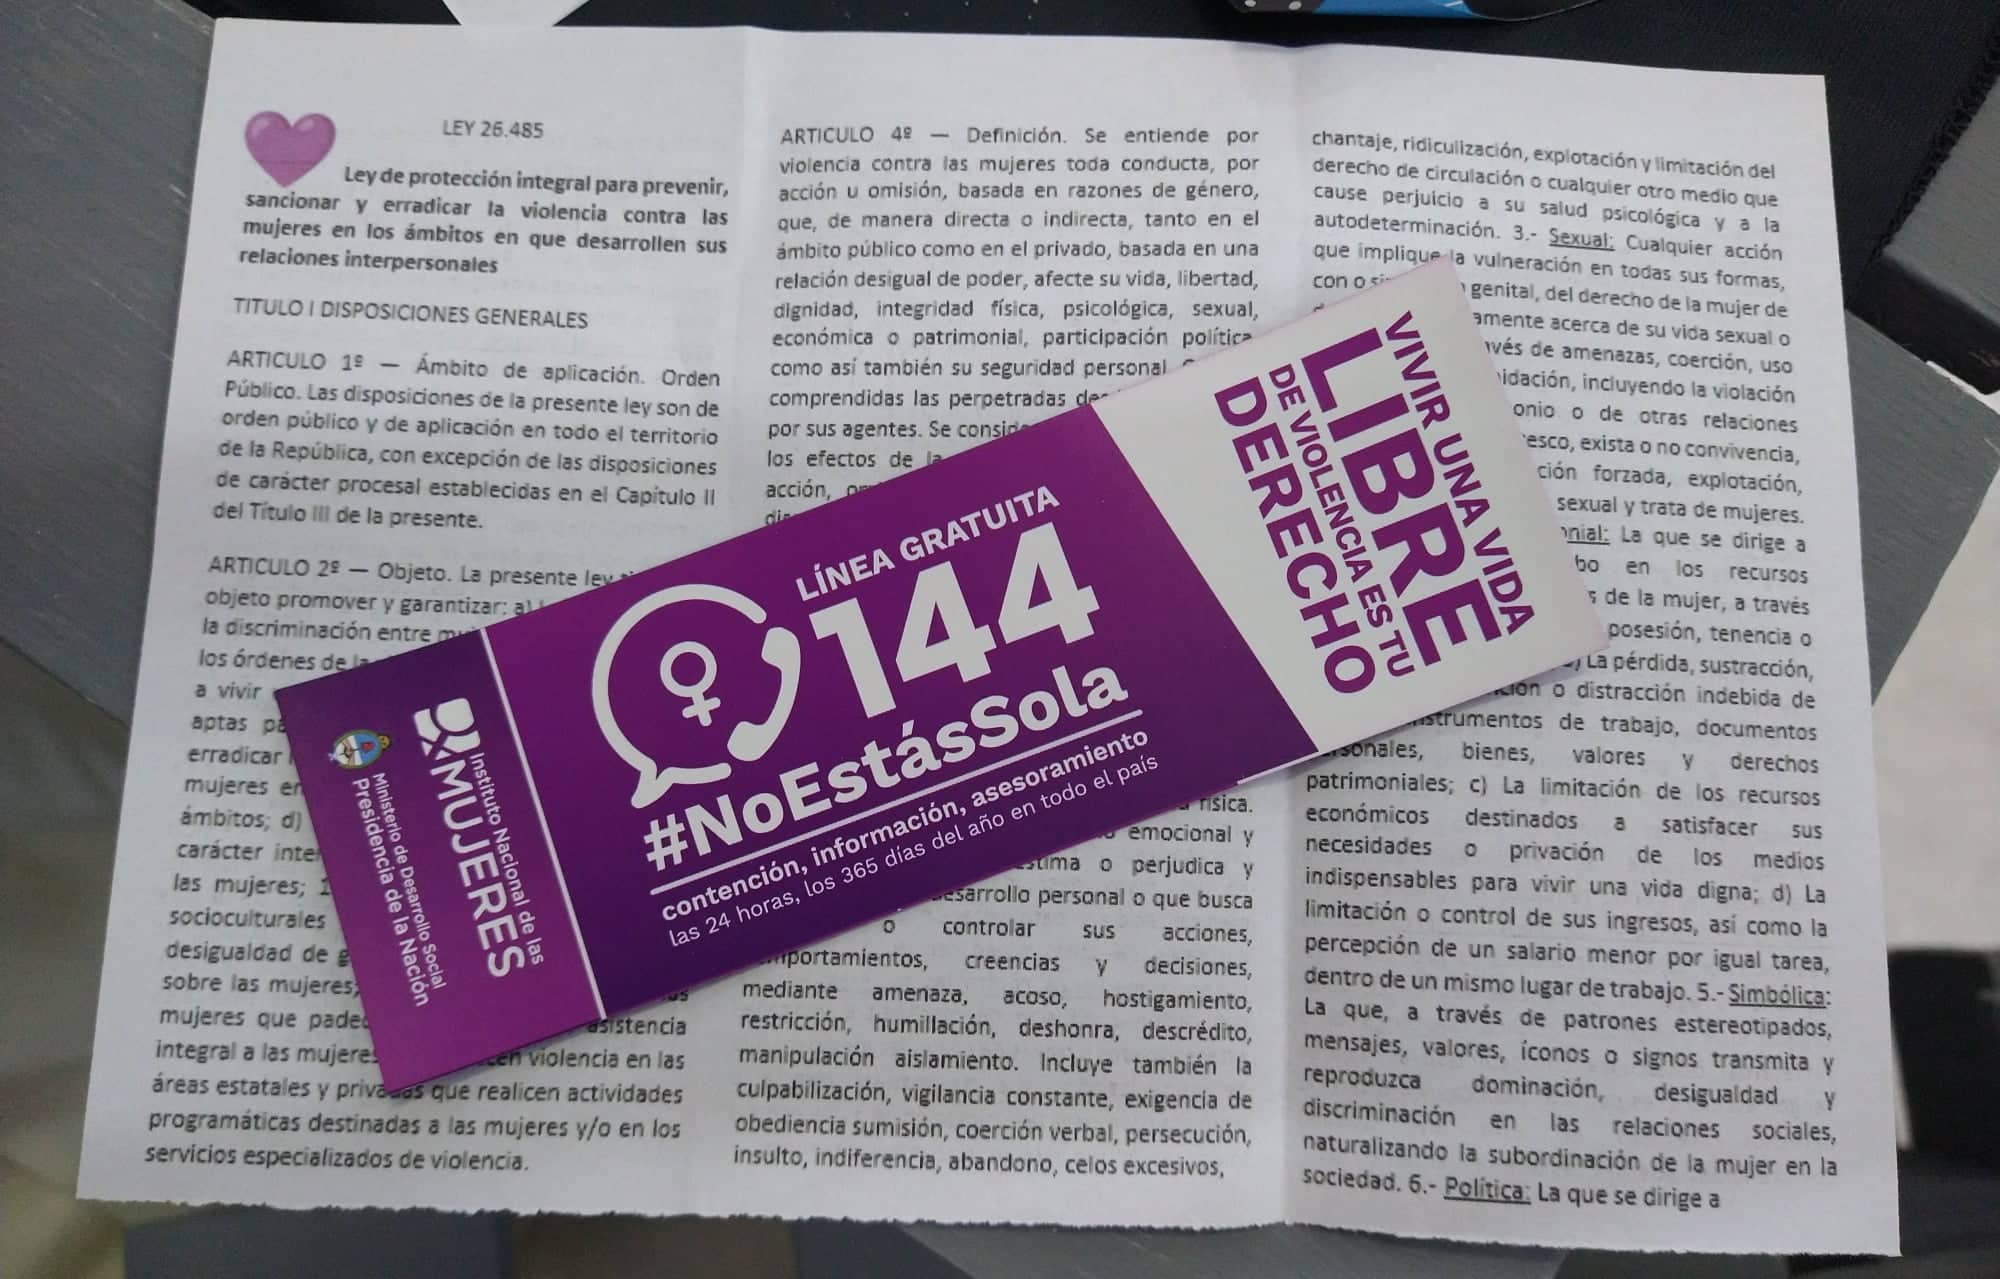 LEY 26.485
Ley de protección integral para prevenir,
sancionar y erradicar la violencia contra las
mujeres en los ámbitos en que desarrollen sus
relaciones interpersonales
TITULO I DISPOSICIONES GENERALES
ARTICULO 1º — Ámbito de aplicación. Orden
Público. Las disposiciones de la presente ley son de
orden público y de aplicación en todo el territorio
de la República, con excepción de las disposiciones
de carácter procesal establecidas en el Capítulo II
del Título III de la presente.
ARTICULO 2º — Objeto. La presente ley
objeto promover y garantizar: a)
la discriminación entre
los órdenes de
a vivir
aptas
erradicar
mujeres
ámbitos; d)
carácter
las mujeres;
socioculturales
desigualdad de
sobre las mujeres;
mujeres que
asistencia
integral a las mujeres violencia en las
áreas estatales y privadas que realicen actividades
programáticas destinadas a las mujeres y/o en los
servicios especializados de violencia.
ARTICULO 4º — Definición. Se entiende por
violencia contra las mujeres toda conducta, por
acción u omisión, basada en razones de género,
que, de manera directa o indirecta, tanto en el
ámbito público como en el privado, basada en una
relación desigual de poder, afecte su vida, libertad,
dignidad, integridad física, psicológica, sexual,
económica o patrimonial, participación política
como así también su seguridad personal.
comprendidas las perpetradas
por sus agentes. Se
los efectos de
acción,
física.
emocional y
o perjudica y
personal o que busca
o controlar sus acciones,
creencias y decisiones,
mediante amenaza, acoso, hostigamiento,
restricción, humillación, deshonra, descrédito,
manipulación aislamiento. Incluye también la
culpabilización, vigilancia constante, exigencia de
obediencia sumisión, coerción verbal, persecución,
insulto, indiferencia, abandono, celos excesivos,
chantaje, ridiculización, explotación y limitación del
derecho de circulación o cualquier otro medio que
cause perjuicio a su salud psicológica y a la
autodeterminación. 3.- Sexual: Cualquier acción
que implique la vulneración en todas sus formas,
con o genital, del derecho de la mujer de
acerca de su vida sexual o
de amenazas, coerción, uso
incluyendo la violación
o de otras relaciones
exista o no convivencia,
forzada, explotación,
sexual y trata de mujeres.
La que se dirige a
en los recursos
de la mujer, a través
posesión, tenencia o
La pérdida, sustracción,
o distracción indebida de
de trabajo, documentos
bienes, valores y derechos
patrimoniales; c) La limitación de los recursos
económicos destinados a satisfacer sus
necesidades o privación de los medios
indispensables para vivir una vida digna; d) La
limitación o control de sus ingresos, así como la
percepción de un salario menor por igual tarea,
dentro de un mismo lugar de trabajo. 5.- Simbólica:
La que, a través de patrones estereotipados,
mensajes, valores, íconos o signos transmita y
reproduzca dominación, desigualdad y
discriminación en las relaciones sociales,
naturalizando la subordinación de la mujer en la
sociedad. 6.- Política: La que se dirige a
LÍNEA GRATUITA
144
#NoEstásSola
contención, información, asesoramiento
las 24 horas, los 365 días del año en todo el país
VIVIR UNA VIDA
LIBRE
DE VIOLENCIA ES TU
DERECHO
Instituto Nacional de las
MUJERES
Ministerio de Desarrollo Social
Presidencia de la Nación